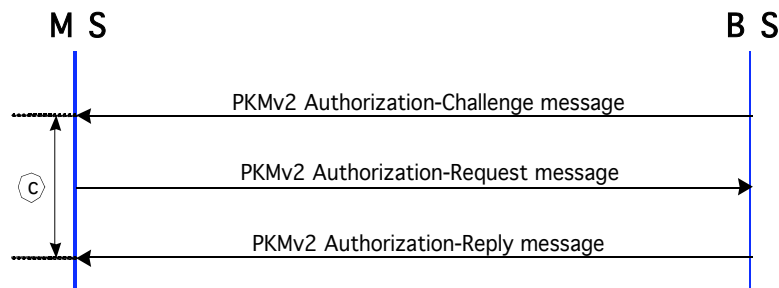 M S B S
PKMv2 Authorization-Challenge message
PKMv2 Authorization-Request message
c
PKMv2 Authorization-Reply message